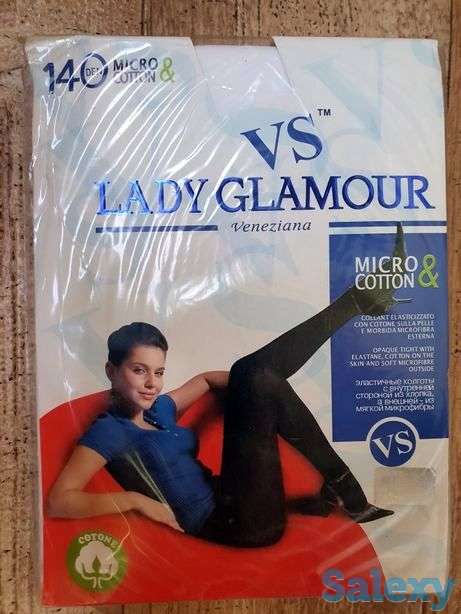 140 DEN MICRO & COTTON
VS™
LADY GLAMOUR
Veneziana
MICRO & COTTON
COLLANT ELASTICIZZATO
CON COTONE SULLA PELLE
E MORBIDA MICROFIBRA
ESTERNA
OPAQUE TIGHT WITH
ELASTANE, COTTON ON THE
SKIN AND SOFT MICROFIBRE
OUTSIDE
эластичные колготы
с внутренней
стороной из хлопка,
а внешней - из
мягкой микрофибры
VS
COTONE
Salexy